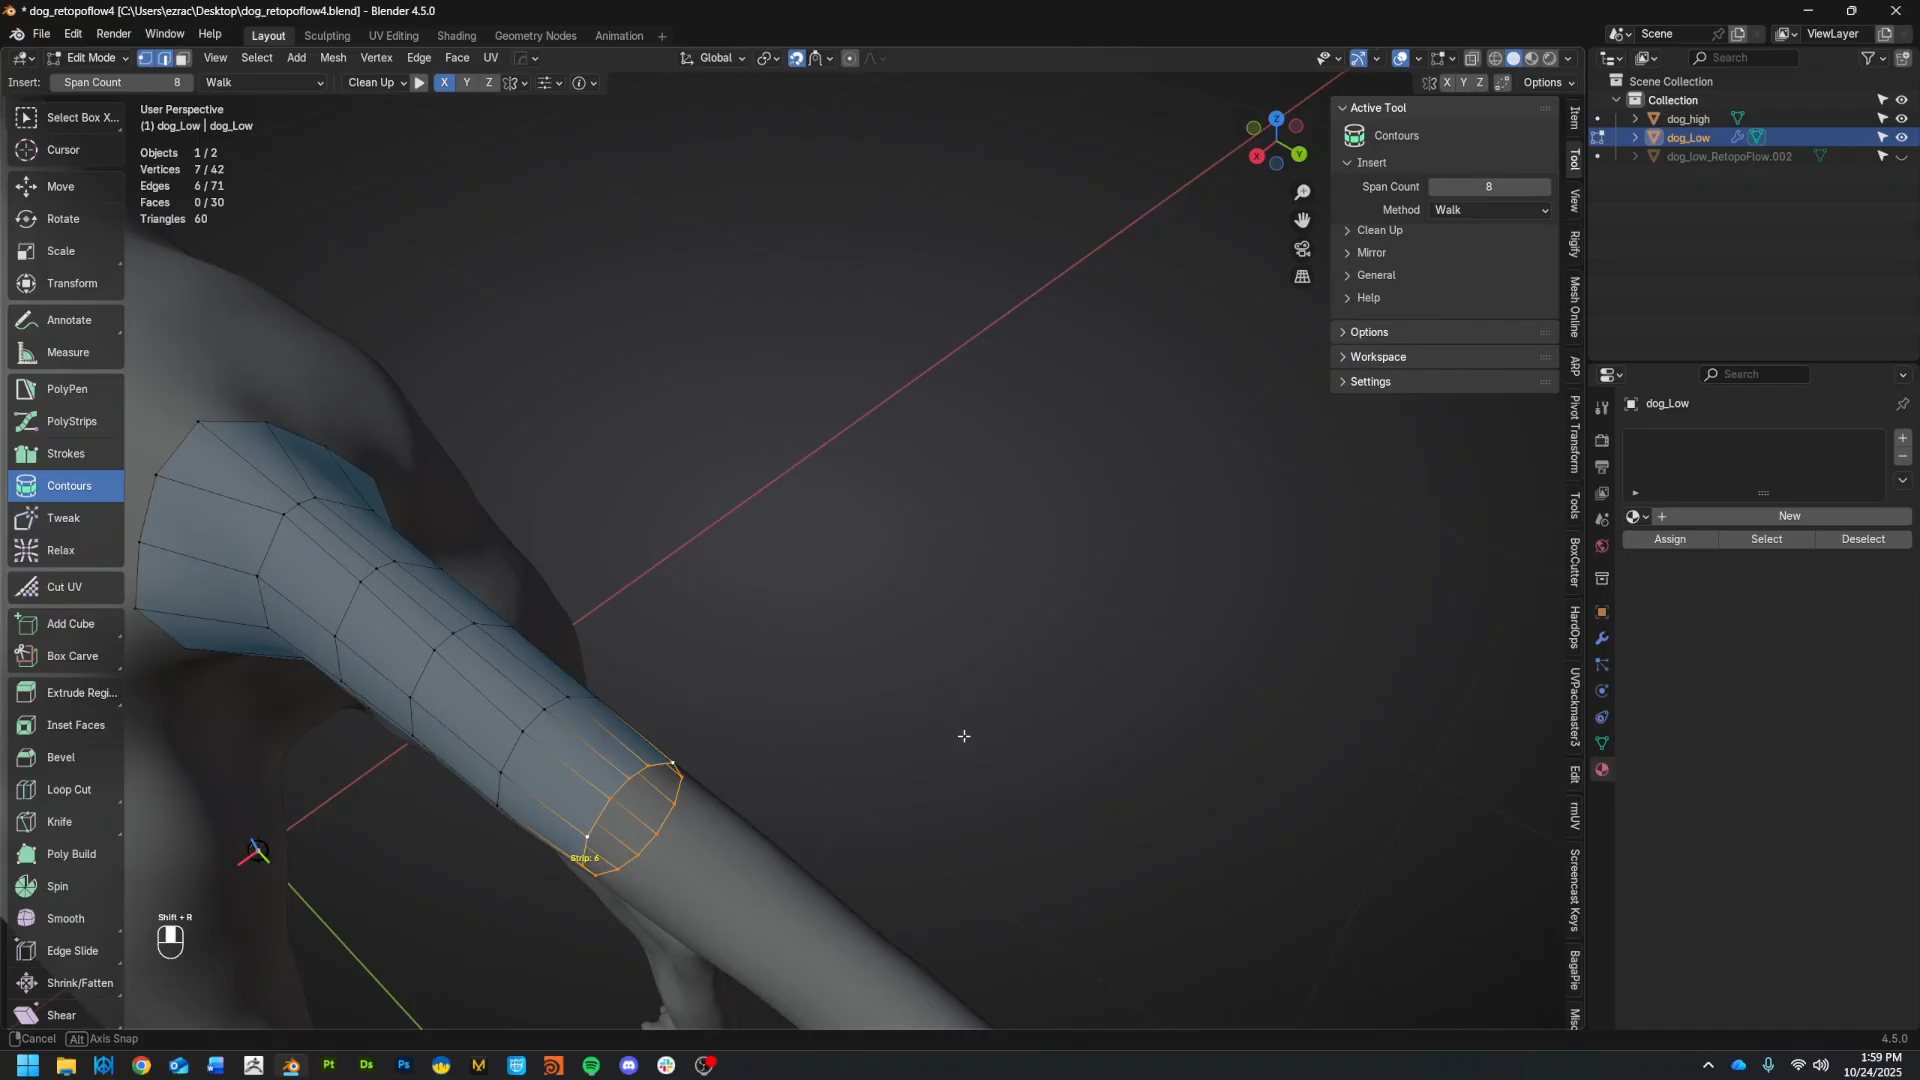 * dog_retopoflow4 [C:\Users\ezrac\Desktop\dog_retopoflow4.blend] - Blender 4.5.0
File Edit Render Window Help Layout Sculpting UV Editing Shading Geometry Nodes Animation + Scene ViewLayer
Edit Mode View Select Add Mesh Vertex Edge Face UV Global Search
Insert: Span Count 8 Walk Clean Up X Y Z X Y Z Options
Scene Collection
Collection
dog_high
dog_Low
dog_low_RetopoFlow.002
Select Box X...
Cursor
Move
Rotate
Scale
Transform
Annotate
Measure
PolyPen
PolyStrips
Strokes
Contours
Tweak
Relax
Cut UV
Add Cube
Box Carve
Extrude Regi...
Inset Faces
Bevel
Loop Cut
Knife
Poly Build
Spin
Smooth
Edge Slide
Shrink/Fatten
Shear
User Perspective
(1) dog_Low | dog_Low
Objects 1 / 2
Vertices 7 / 42
Edges 6 / 71
Faces 0 / 30
Triangles 60
Z
X
Y
Strip: 6
Shift + R
Active Tool
Contours
Insert
Span Count 8
Method Walk
Clean Up
Mirror
General
Help
Options
Workspace
Settings
Item
Tool
View
Rigify
Mesh Online
ARP
Pivot Transform
Tools
BoxCutter
HardOps
UVPackmaster3
Edit
rmUV
Screencast Keys
BagaPie
Misc
Search
dog_Low
New
Assign Select Deselect
Cancel Alt Axis Snap
4.5.0
Pt Ds Ps
1:59 PM
10/24/2025